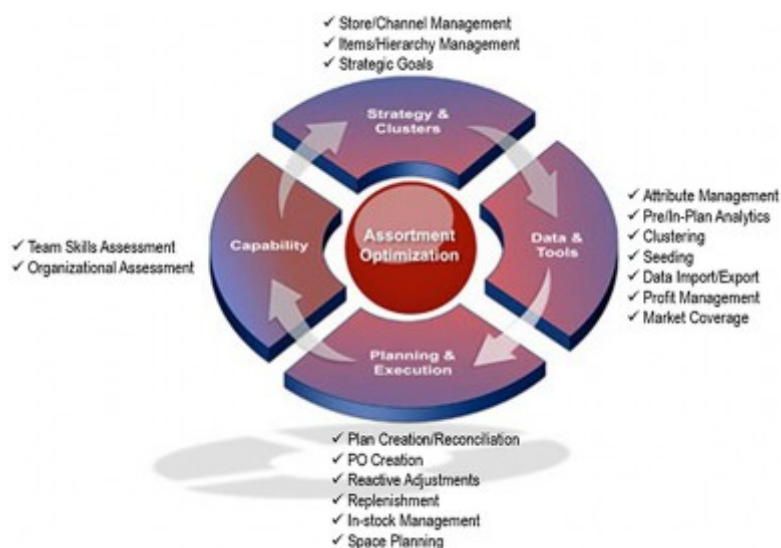 ✓ Store/Channel Management
✓ Items/Hierarchy Management
✓ Strategic Goals
Strategy &
Clusters
✓ Attribute Management
✓ Pre/In-Plan Analytics
✓ Clustering
✓ Seeding
✓ Data Import/Export
✓ Profit Management
✓ Market Coverage
Data &
Tools
Assortment
Optimization
Capability
✓ Team Skills Assessment
✓ Organizational Assessment
Planning &
Execution
✓ Plan Creation/Reconciliation
✓ PO Creation
✓ Reactive Adjustments
✓ Replenishment
✓ In-stock Management
✓ Space Planning